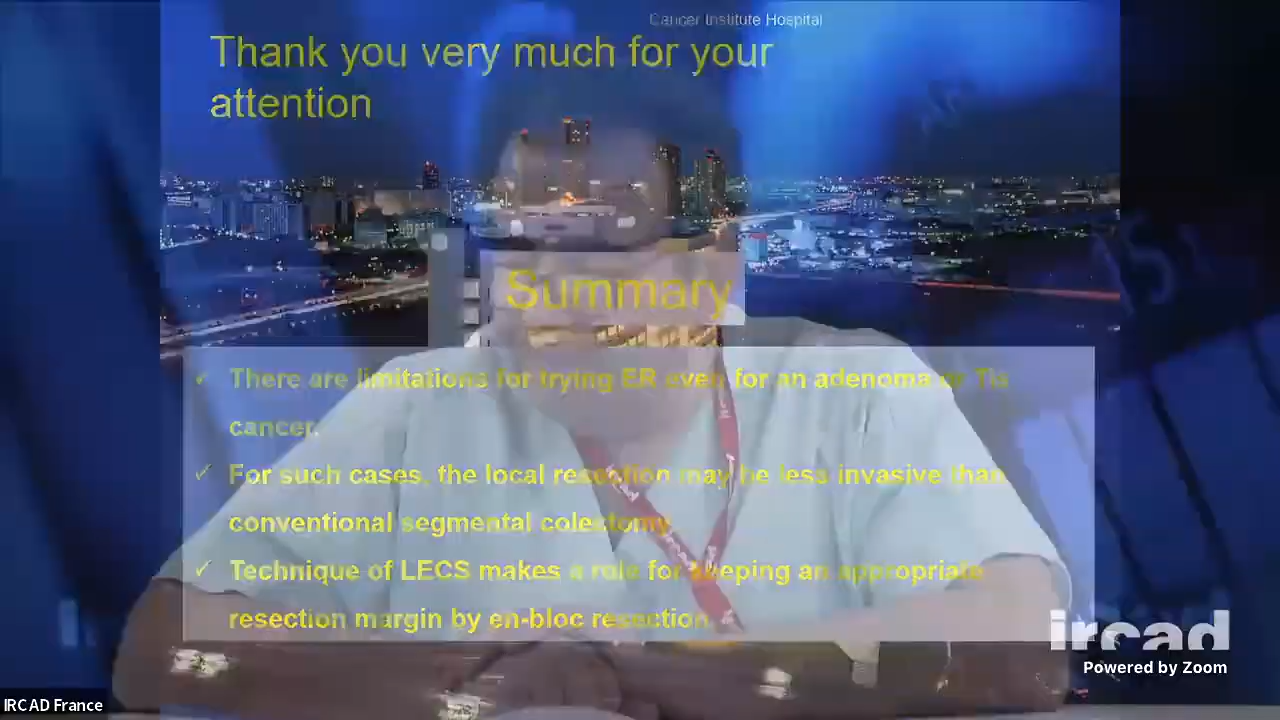 Cancer Institute Hospital
Thank you very much for your
attention
Summary
✓ There are limitations for trying ER even for an adenoma or Tis
cancer.
✓ For such cases, the local resection may be less invasive than
conventional segmental colectomy.
✓ Technique of LECS makes a role for keeping an appropriate
resection margin by en-bloc resection.
ircad
Powered by Zoom
IRCAD France